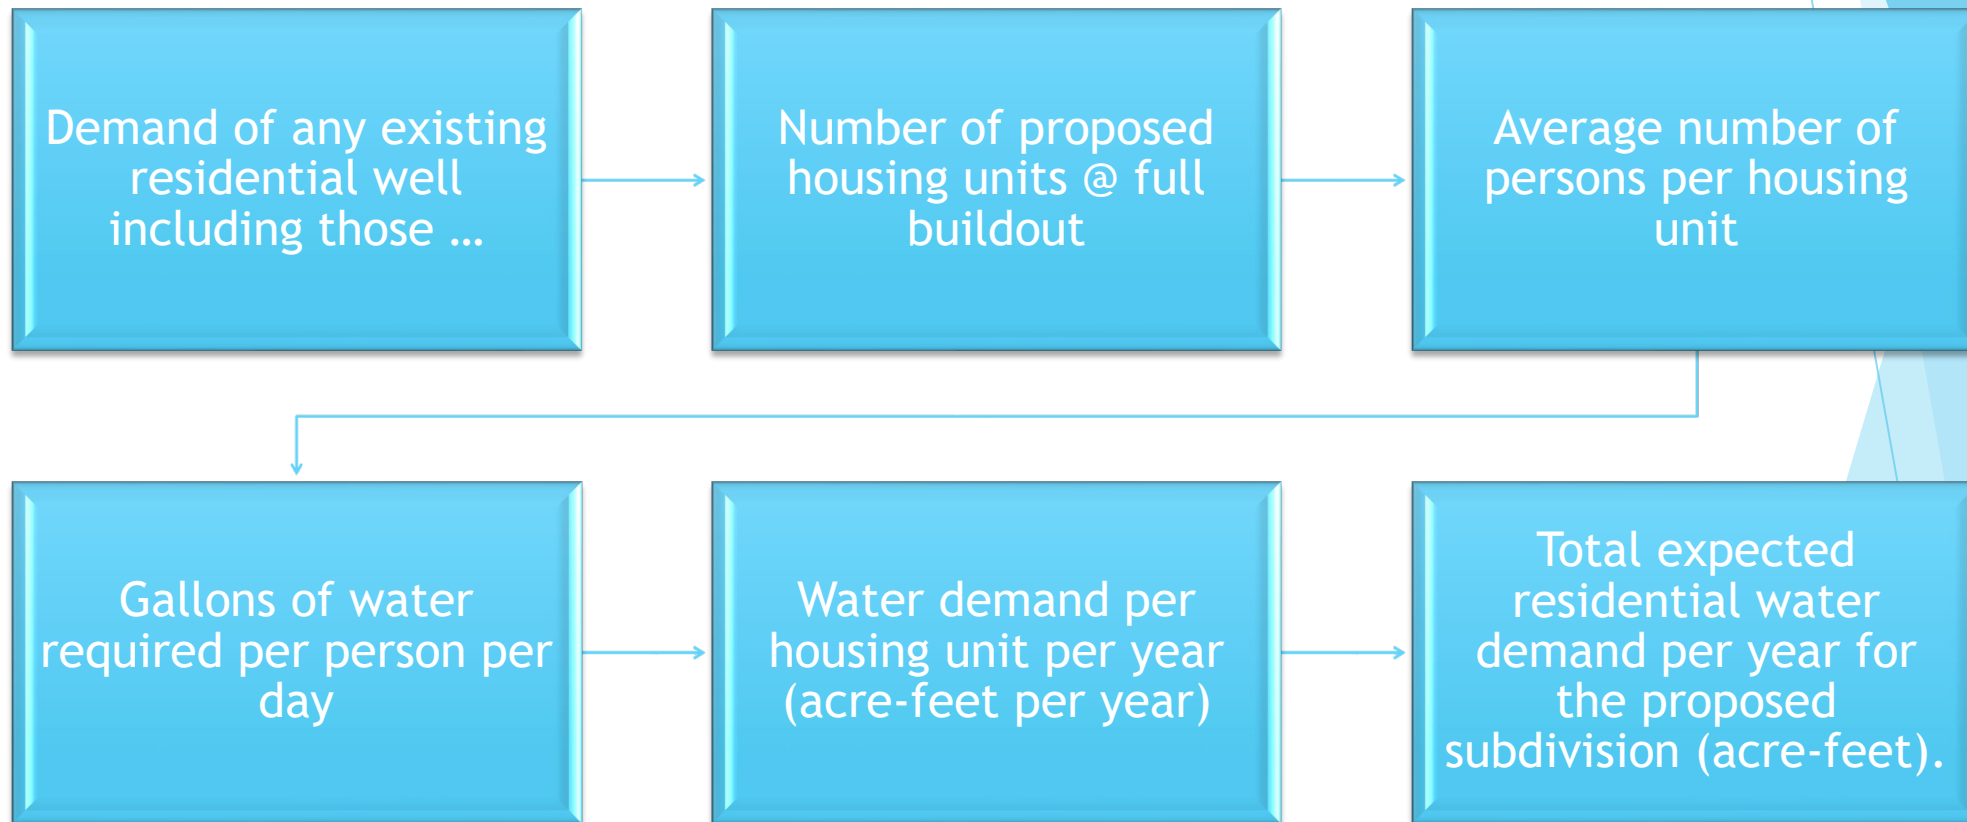 Demand of any existing
residential well
including those …
Number of proposed
housing units @ full
buildout
Average number of
persons per housing
unit
Gallons of water
required per person per
day
Water demand per
housing unit per year
(acre-feet per year)
Total expected
residential water
demand per year for
the proposed
subdivision (acre-feet).